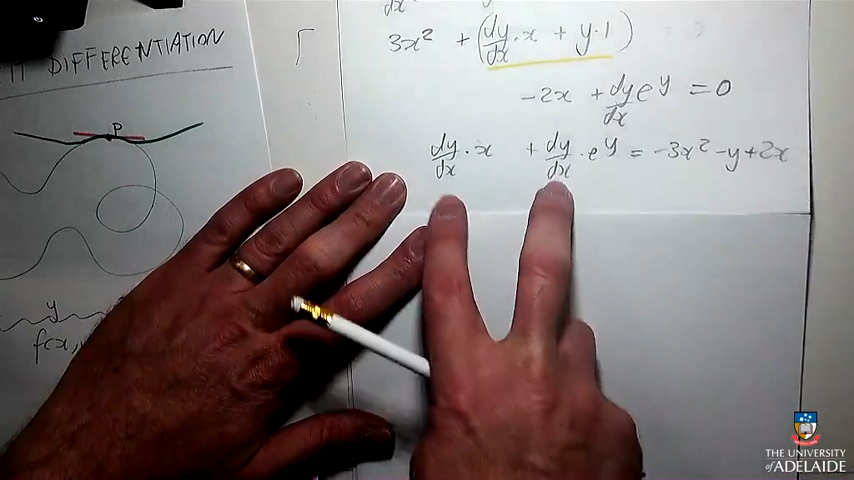 DIFFERENTIATION
P
y
f(x,
3x² + (dy/dx · x + y·1)
-2x + dy/dx e^y = 0
dy/dx · x + dy/dx · e^y = -3x² - y + 2x
THE UNIVERSITY
of ADELAIDE